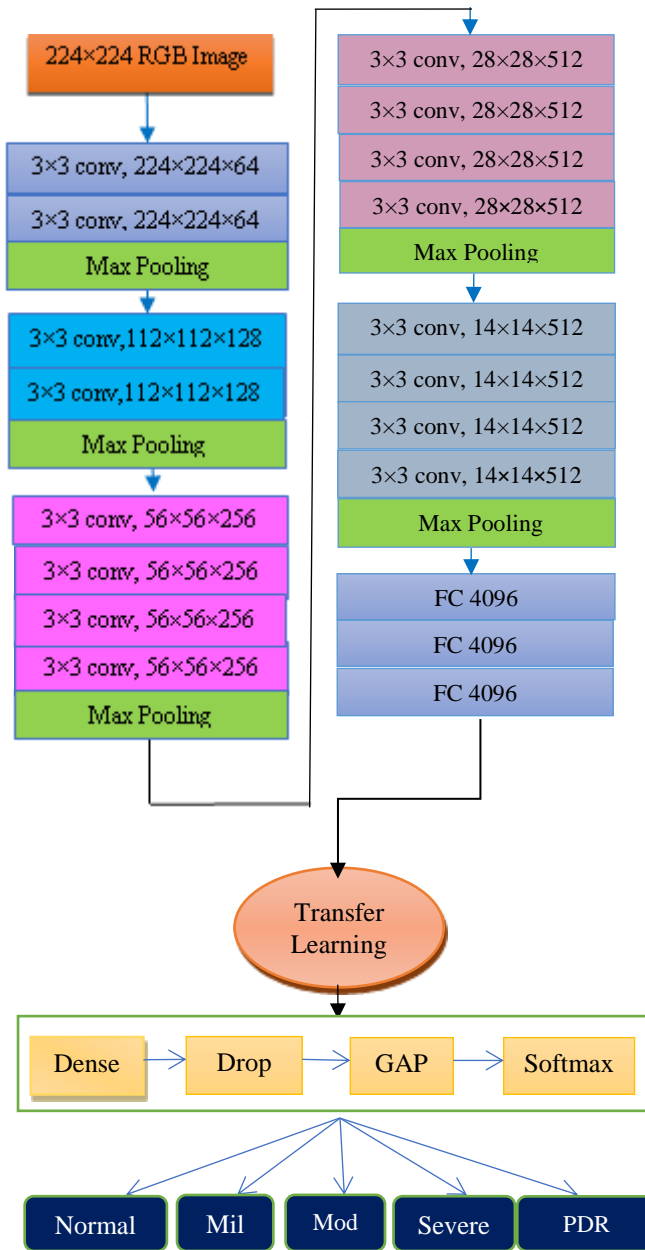 224×224 RGB Image
3×3 conv, 224×224×64
3×3 conv, 224×224×64
Max Pooling
3×3 conv,112×112×128
3×3 conv,112×112×128
Max Pooling
3×3 conv, 56×56×256
3×3 conv, 56×56×256
3×3 conv, 56×56×256
3×3 conv, 56×56×256
Max Pooling
3×3 conv, 28×28×512
3×3 conv, 28×28×512
3×3 conv, 28×28×512
3×3 conv, 28×28×512
Max Pooling
3×3 conv, 14×14×512
3×3 conv, 14×14×512
3×3 conv, 14×14×512
3×3 conv, 14×14×512
Max Pooling
FC 4096
FC 4096
FC 4096
Transfer
Learning
Dense
Drop
GAP
Softmax
Normal
Mil
Mod
Severe
PDR